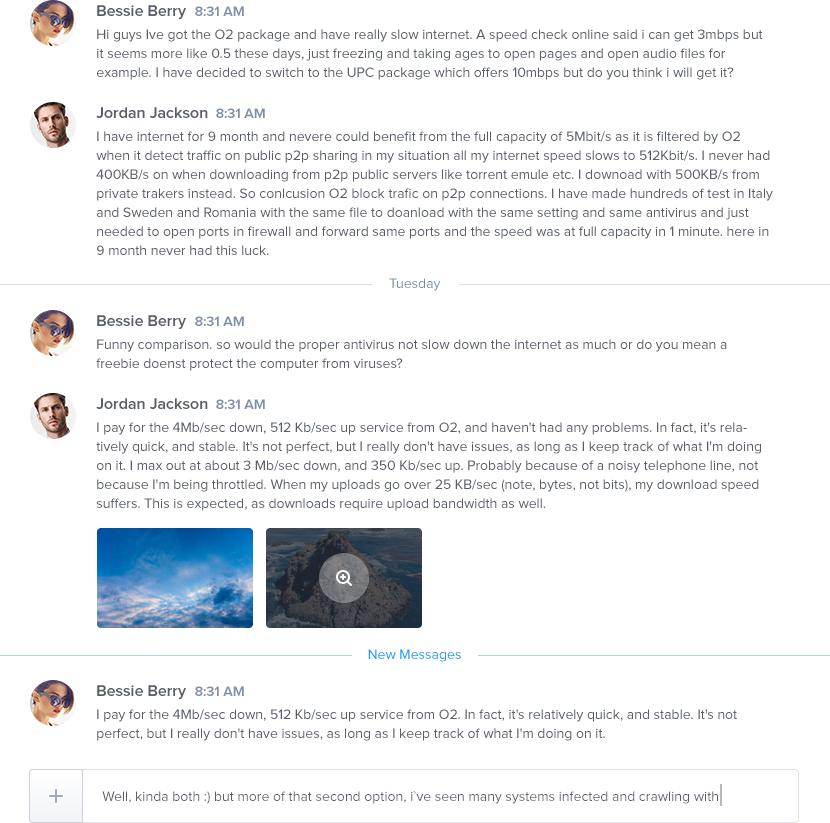 Bessie Berry 8:31 AM
Hi guys Ive got the O2 package and have really slow internet. A speed check online said i can get 3mbps but
it seems more like 0.5 these days, just freezing and taking ages to open pages and open audio files for
example. I have decided to switch to the UPC package which offers 10mbps but do you think i will get it?
Jordan Jackson 8:31 AM
I have internet for 9 month and nevere could benefit from the full capacity of 5Mbit/s as it is filtered by O2
when it detect traffic on public p2p sharing in my situation all my internet speed slows to 512Kbit/s. I never had
400KB/s on when downloading from p2p public servers like torrent emule etc. I downoad with 500KB/s from
private trakers instead. So conlcusion O2 block trafic on p2p connections. I have made hundreds of test in Italy
and Sweden and Romania with the same file to doanload with the same setting and same antivirus and just
needed to open ports in firewall and forward same ports and the speed was at full capacity in 1 minute. here in
9 month never had this luck.
Tuesday
Bessie Berry 8:31 AM
Funny comparison. so would the proper antivirus not slow down the internet as much or do you mean a
freebie doenst protect the computer from viruses?
Jordan Jackson 8:31 AM
I pay for the 4Mb/sec down, 512 Kb/sec up service from O2, and haven't had any problems. In fact, it's rela-
tively quick, and stable. It's not perfect, but I really don't have issues, as long as I keep track of what I'm doing
on it. I max out at about 3 Mb/sec down, and 350 Kb/sec up. Probably because of a noisy telephone line, not
because I'm being throttled. When my uploads go over 25 KB/sec (note, bytes, not bits), my download speed
suffers. This is expected, as downloads require upload bandwidth as well.
New Messages
Bessie Berry 8:31 AM
I pay for the 4Mb/sec down, 512 Kb/sec up service from O2. In fact, it's relatively quick, and stable. It's not
perfect, but I really don't have issues, as long as I keep track of what I'm doing on it.
Well, kinda both :) but more of that second option, i`ve seen many systems infected and crawling with